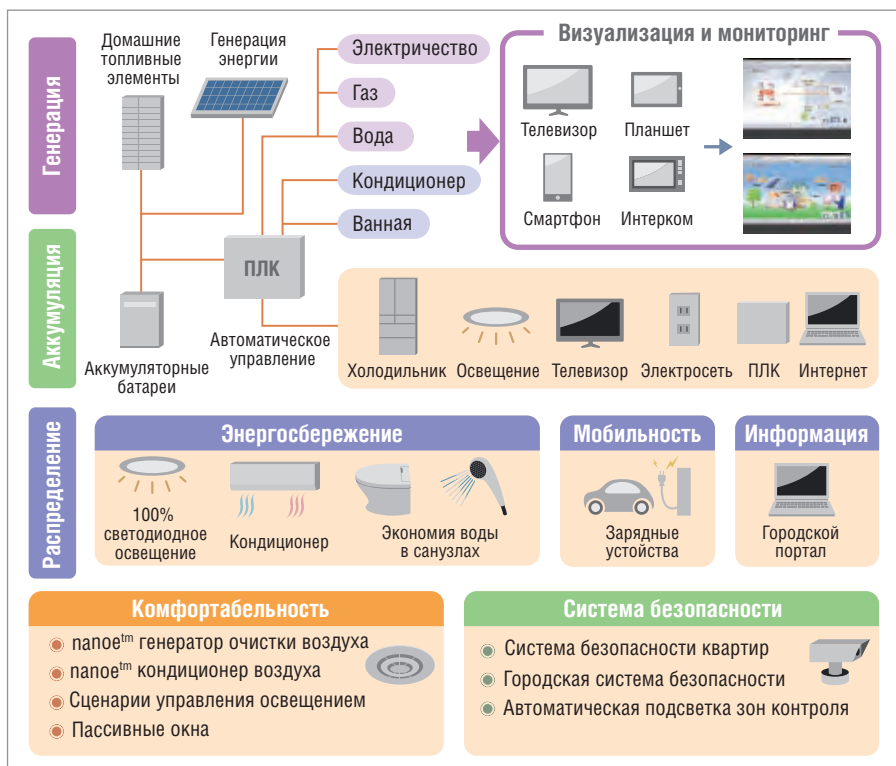 Генерация
Домашние
топливные
элементы
Генерация
энергии
Электричество
Газ
Вода
Кондиционер
Ванная
Визуализация и мониторинг
Телевизор
Планшет
Смартфон
Интерком
Аккумуляция
Аккумуляторные
батареи
ПЛК
Автоматическое
управление
Холодильник
Освещение
Телевизор
Электросеть
ПЛК
Интернет
Распределение
Энергосбережение
100%
светодиодное
освещение
Кондиционер
Экономия воды
в санузлах
Мобильность
Зарядные
устройства
Информация
Городской
портал
Комфортабельность
nanoetm генератор очистки воздуха
nanoetm кондиционер воздуха
Сценарии управления освещением
Пассивные окна
Система безопасности
Система безопасности квартир
Городская система безопасности
Автоматическая подсветка зон контроля